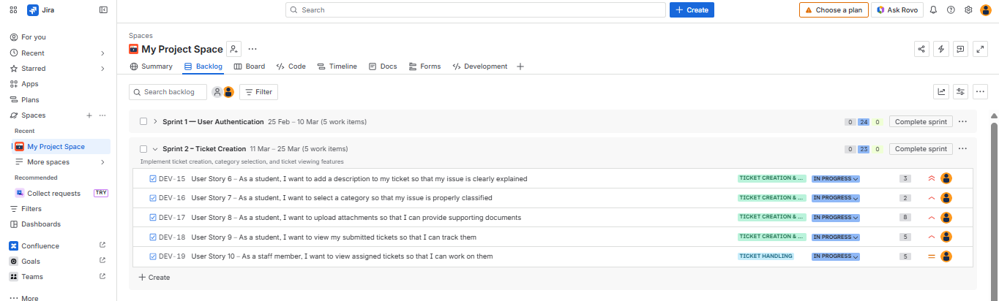 Jira
Search
+ Create
Choose a plan
Ask Rovo
For you
Recent
Starred
Apps
Plans
Spaces
Recent
My Project Space
More spaces
Recommended
Collect requests TRY
Filters
Dashboards
Confluence
Goals
Teams
More
Spaces
My Project Space
Summary Backlog Board Code Timeline Docs Forms Development
Search backlog
Filter
Sprint 1 — User Authentication 25 Feb – 10 Mar (5 work items) 0 24 0 Complete sprint
Sprint 2 – Ticket Creation 11 Mar – 25 Mar (5 work items) 0 23 0 Complete sprint
Implement ticket creation, category selection, and ticket viewing features
DEV-15 User Story 6 – As a student, I want to add a description to my ticket so that my issue is clearly explained TICKET CREATION & ... IN PROGRESS 3
DEV-16 User Story 7 – As a student, I want to select a category so that my issue is properly classified TICKET CREATION & ... IN PROGRESS 2
DEV-17 User Story 8 – As a student, I want to upload attachments so that I can provide supporting documents TICKET CREATION & ... IN PROGRESS 8
DEV-18 User Story 9 – As a student, I want to view my submitted tickets so that I can track them TICKET CREATION & ... IN PROGRESS 5
DEV-19 User Story 10 – As a staff member, I want to view assigned tickets so that I can work on them TICKET HANDLING IN PROGRESS 5
+ Create